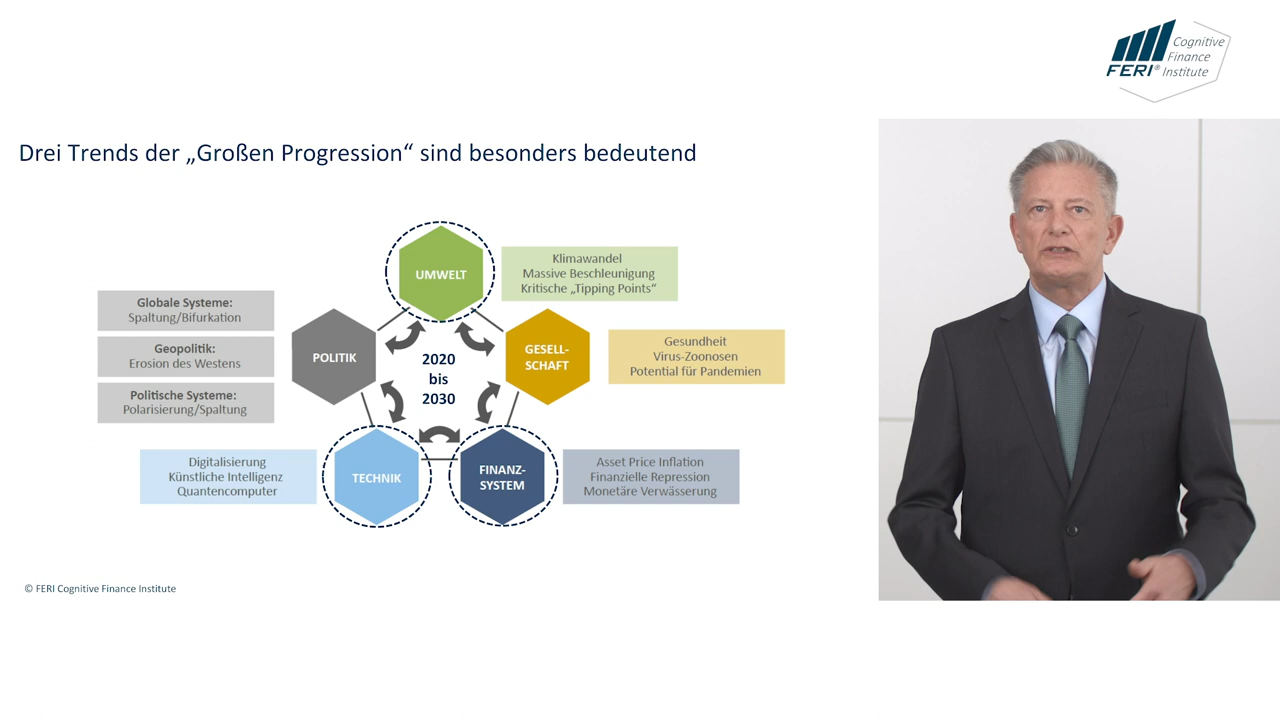 Cognitive
Finance
Institute
FERI®
Drei Trends der „Großen Progression“ sind besonders bedeutend
UMWELT
Klimawandel
Massive Beschleunigung
Kritische „Tipping Points“
Globale Systeme:
Spaltung/Bifurkation
Geopolitik:
Erosion des Westens
Politische Systeme:
Polarisierung/Spaltung
POLITIK
2020
bis
2030
GESELL-
SCHAFT
Gesundheit
Virus-Zoonosen
Potential für Pandemien
Digitalisierung
Künstliche Intelligenz
Quantencomputer
TECHNIK
FINANZ-
SYSTEM
Asset Price Inflation
Finanzielle Repression
Monetäre Verwässerung
© FERI Cognitive Finance Institute